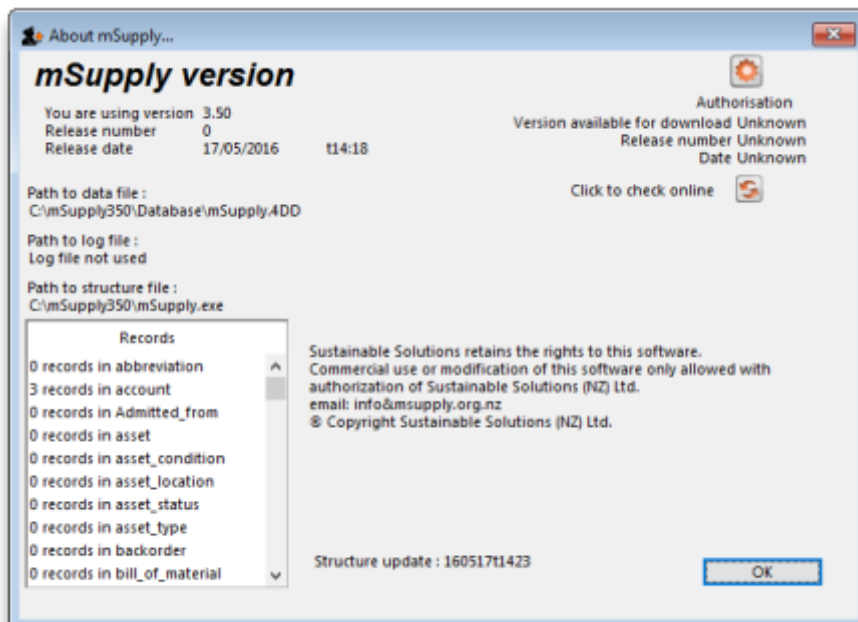 About mSupply...
mSupply version
You are using version 3.50
Release number 0
Release date 17/05/2016 t14:18
Authorisation
Version available for download Unknown
Release number Unknown
Date Unknown
Click to check online
Path to data file :
C:\mSupply350\Database\mSupply.4DD
Path to log file :
Log file not used
Path to structure file :
C:\mSupply350\mSupply.exe
Records
0 records in abbreviation
3 records in account
0 records in Admitted_from
0 records in asset
0 records in asset_condition
0 records in asset_location
0 records in asset_status
0 records in asset_type
0 records in backorder
0 records in bill_of_material
Sustainable Solutions retains the rights to this software.
Commercial use or modification of this software only allowed with
authorization of Sustainable Solutions (NZ) Ltd.
email: info&msupply.org.nz
® Copyright Sustainable Solutions (NZ) Ltd.
Structure update : 160517t1423
OK